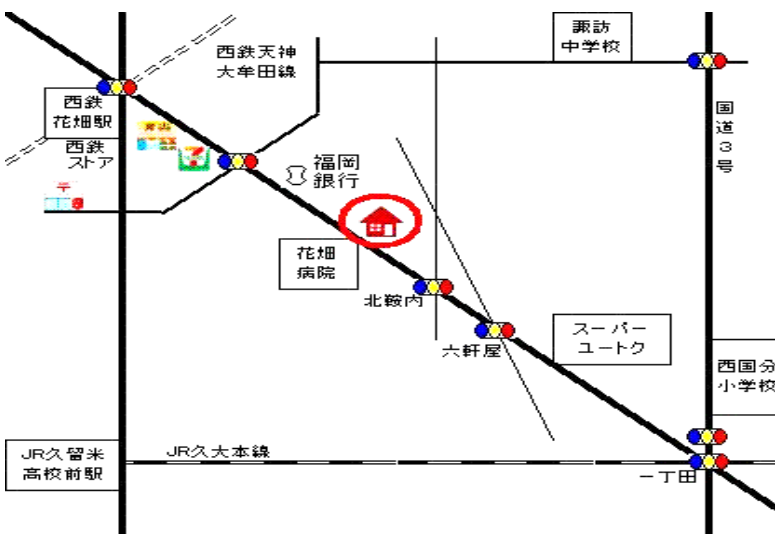 諏訪
中学校
西鉄天神
大牟田線
西鉄
花畑駅
国道3号
西鉄
ストア
福岡
銀行
花畑
病院
北鞍内
六軒屋
スーパー
ユートク
西国分
小学校
JR久留米
高校前駅
JR久大本線
一丁田